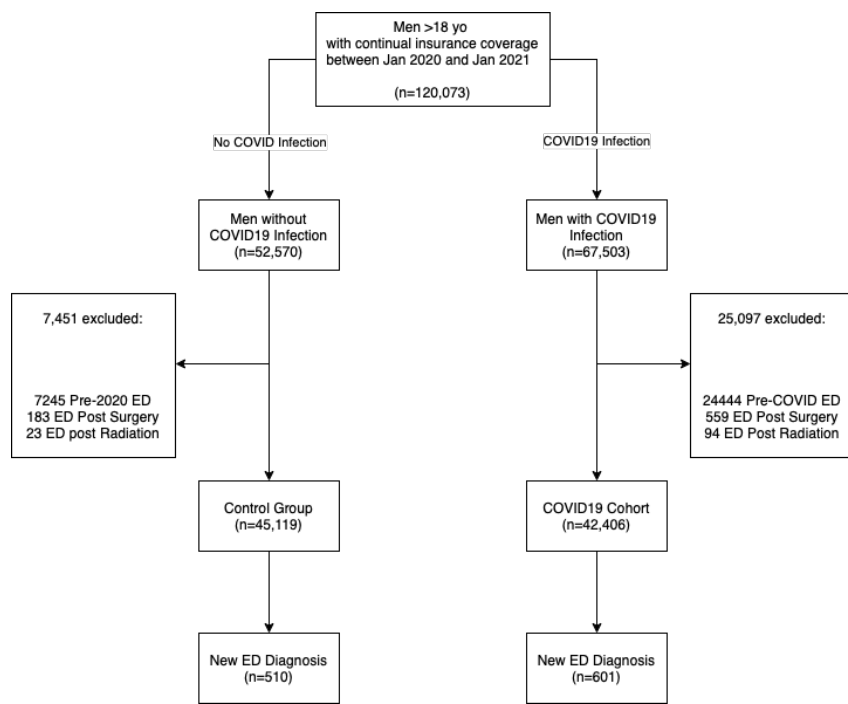 Men >18 yo
with continual insurance coverage
between Jan 2020 and Jan 2021
(n=120,073)
No COVID Infection
COVID19 Infection
Men without
COVID19 Infection
(n=52,570)
Men with COVID19
Infection
(n=67,503)
7,451 excluded:
7245 Pre-2020 ED
183 ED Post Surgery
23 ED post Radiation
25,097 excluded:
24444 Pre-COVID ED
559 ED Post Surgery
94 ED Post Radiation
Control Group
(n=45,119)
COVID19 Cohort
(n=42,406)
New ED Diagnosis
(n=510)
New ED Diagnosis
(n=601)